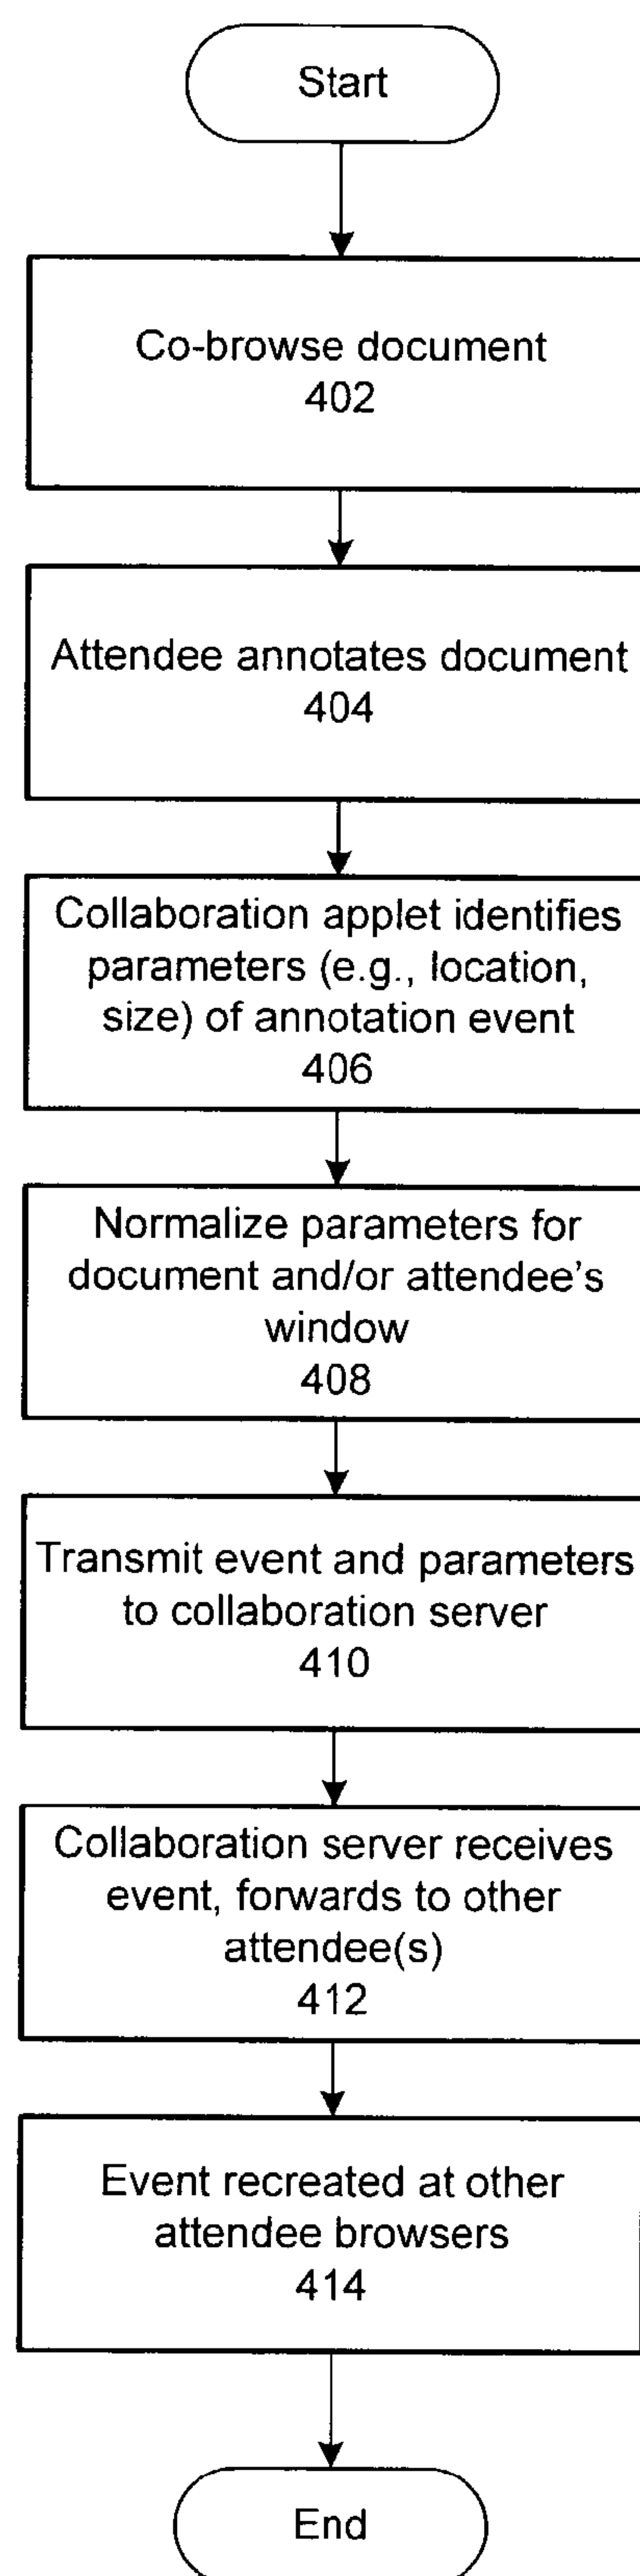 Start
Co-browse document
402
Attendee annotates document
404
Collaboration applet identifies
parameters (e.g., location,
size) of annotation event
406
Normalize parameters for
document and/or attendee's
window
408
Transmit event and parameters
to collaboration server
410
Collaboration server receives
event, forwards to other
attendee(s)
412
Event recreated at other
attendee browsers
414
End